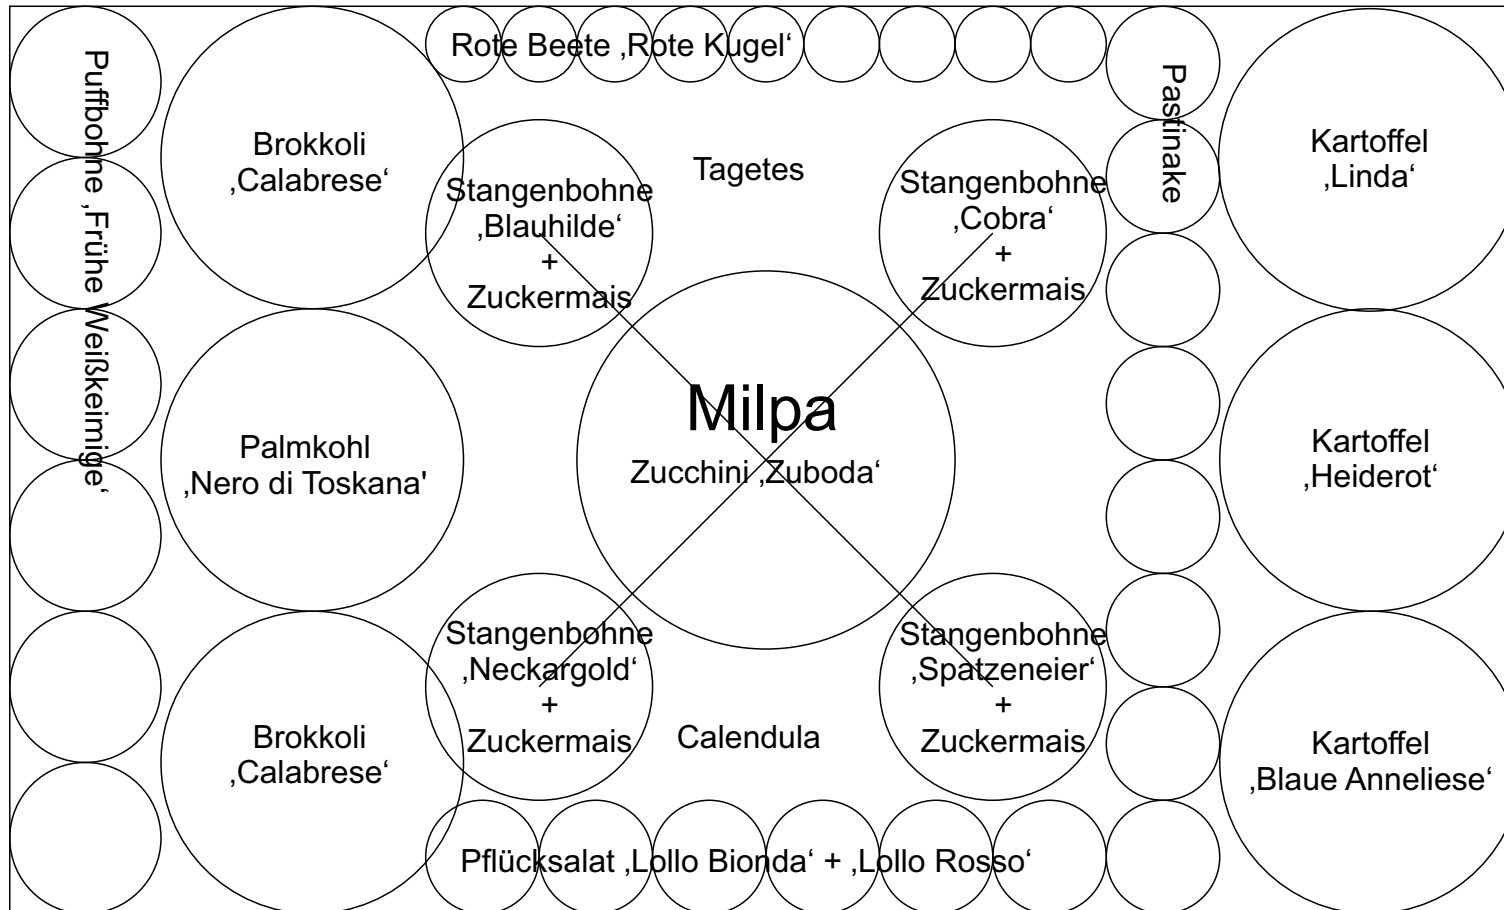 Rote Beete ‚Rote Kugel‘
Puffbohne ‚Frühe Weißkeimige‘
Pastinake
Brokkoli
‚Calabrese‘
Tagetes
Kartoffel
‚Linda‘
Stangenbohne
‚Blauhilde‘
+
Zuckermais
Stangenbohne
‚Cobra‘
+
Zuckermais
Milpa
Zucchini ‚Zuboda‘
Palmkohl
‚Nero di Toskana'
Kartoffel
‚Heiderot‘
Stangenbohne
‚Neckargold‘
+
Zuckermais
Stangenbohne
‚Spatzeneier‘
+
Zuckermais
Brokkoli
‚Calabrese‘
Calendula
Kartoffel
‚Blaue Anneliese‘
Pflücksalat ‚Lollo Bionda‘ + ‚Lollo Rosso‘